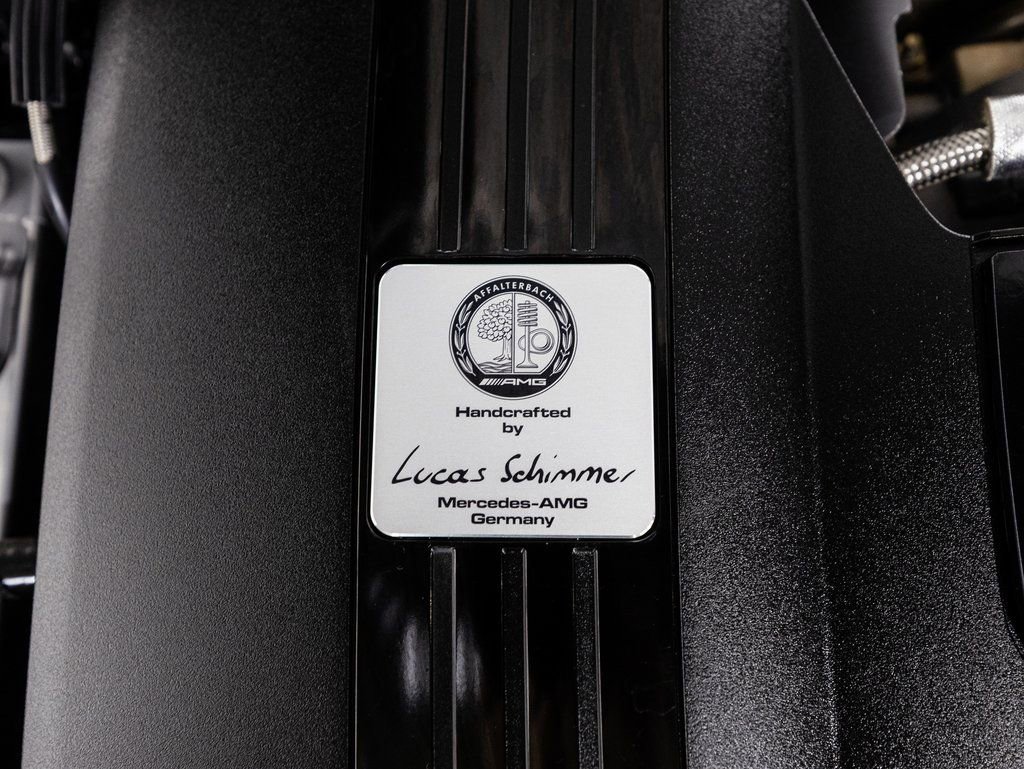 AFFALTERBACH
AMG
Handcrafted
by
Lucas Schimmer
Mercedes-AMG
Germany